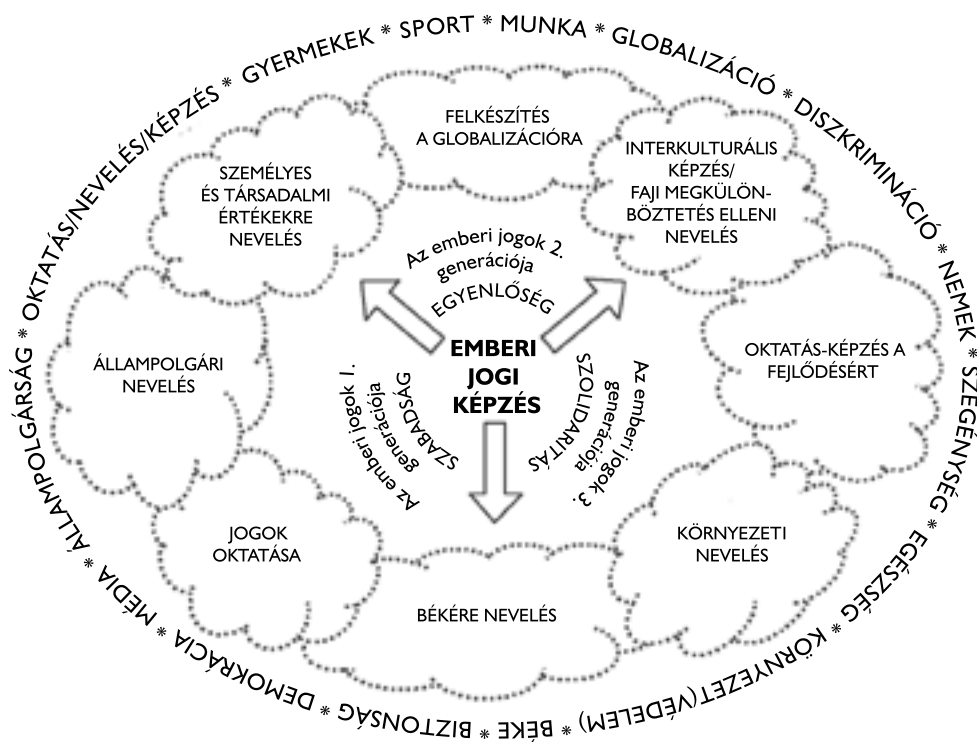 OKTATÁS/NEVELÉS/KÉPZÉS * GYERMEKEK * SPORT * MUNKA * GLOBALIZÁCIÓ * DISZKRIMINÁCIÓ * NEMEK * SZEGÉNYSÉG * EGÉSZSÉG * KÖRNYEZET(VÉDELEM) * BÉKE * BIZTONSÁG * DEMOKRÁCIA * MÉDIA * ÁLLAMPOLGÁRSÁG *
FELKÉSZÍTÉS
A GLOBALIZÁCIÓRA
INTERKULTURÁLIS
KÉPZÉS/
FAJI MEGKÜLÖN-
BÖZTETÉS ELLENI
NEVELÉS
OKTATÁS-KÉPZÉS A
FEJLŐDÉSÉRT
KÖRNYEZETI
NEVELÉS
BÉKÉRE NEVELÉS
JOGOK
OKTATÁSA
ÁLLAMPOLGÁRI
NEVELÉS
SZEMÉLYES
ÉS TÁRSADALMI
ÉRTÉKEKRE
NEVELÉS
Az emberi jogok 2.
generációja
EGYENLŐSÉG
EMBERI
JOGI
KÉPZÉS
Az emberi jogok 3.
generációja
SZOLIDARITÁS
Az emberi jogok 1.
generációja
SZABADSÁG